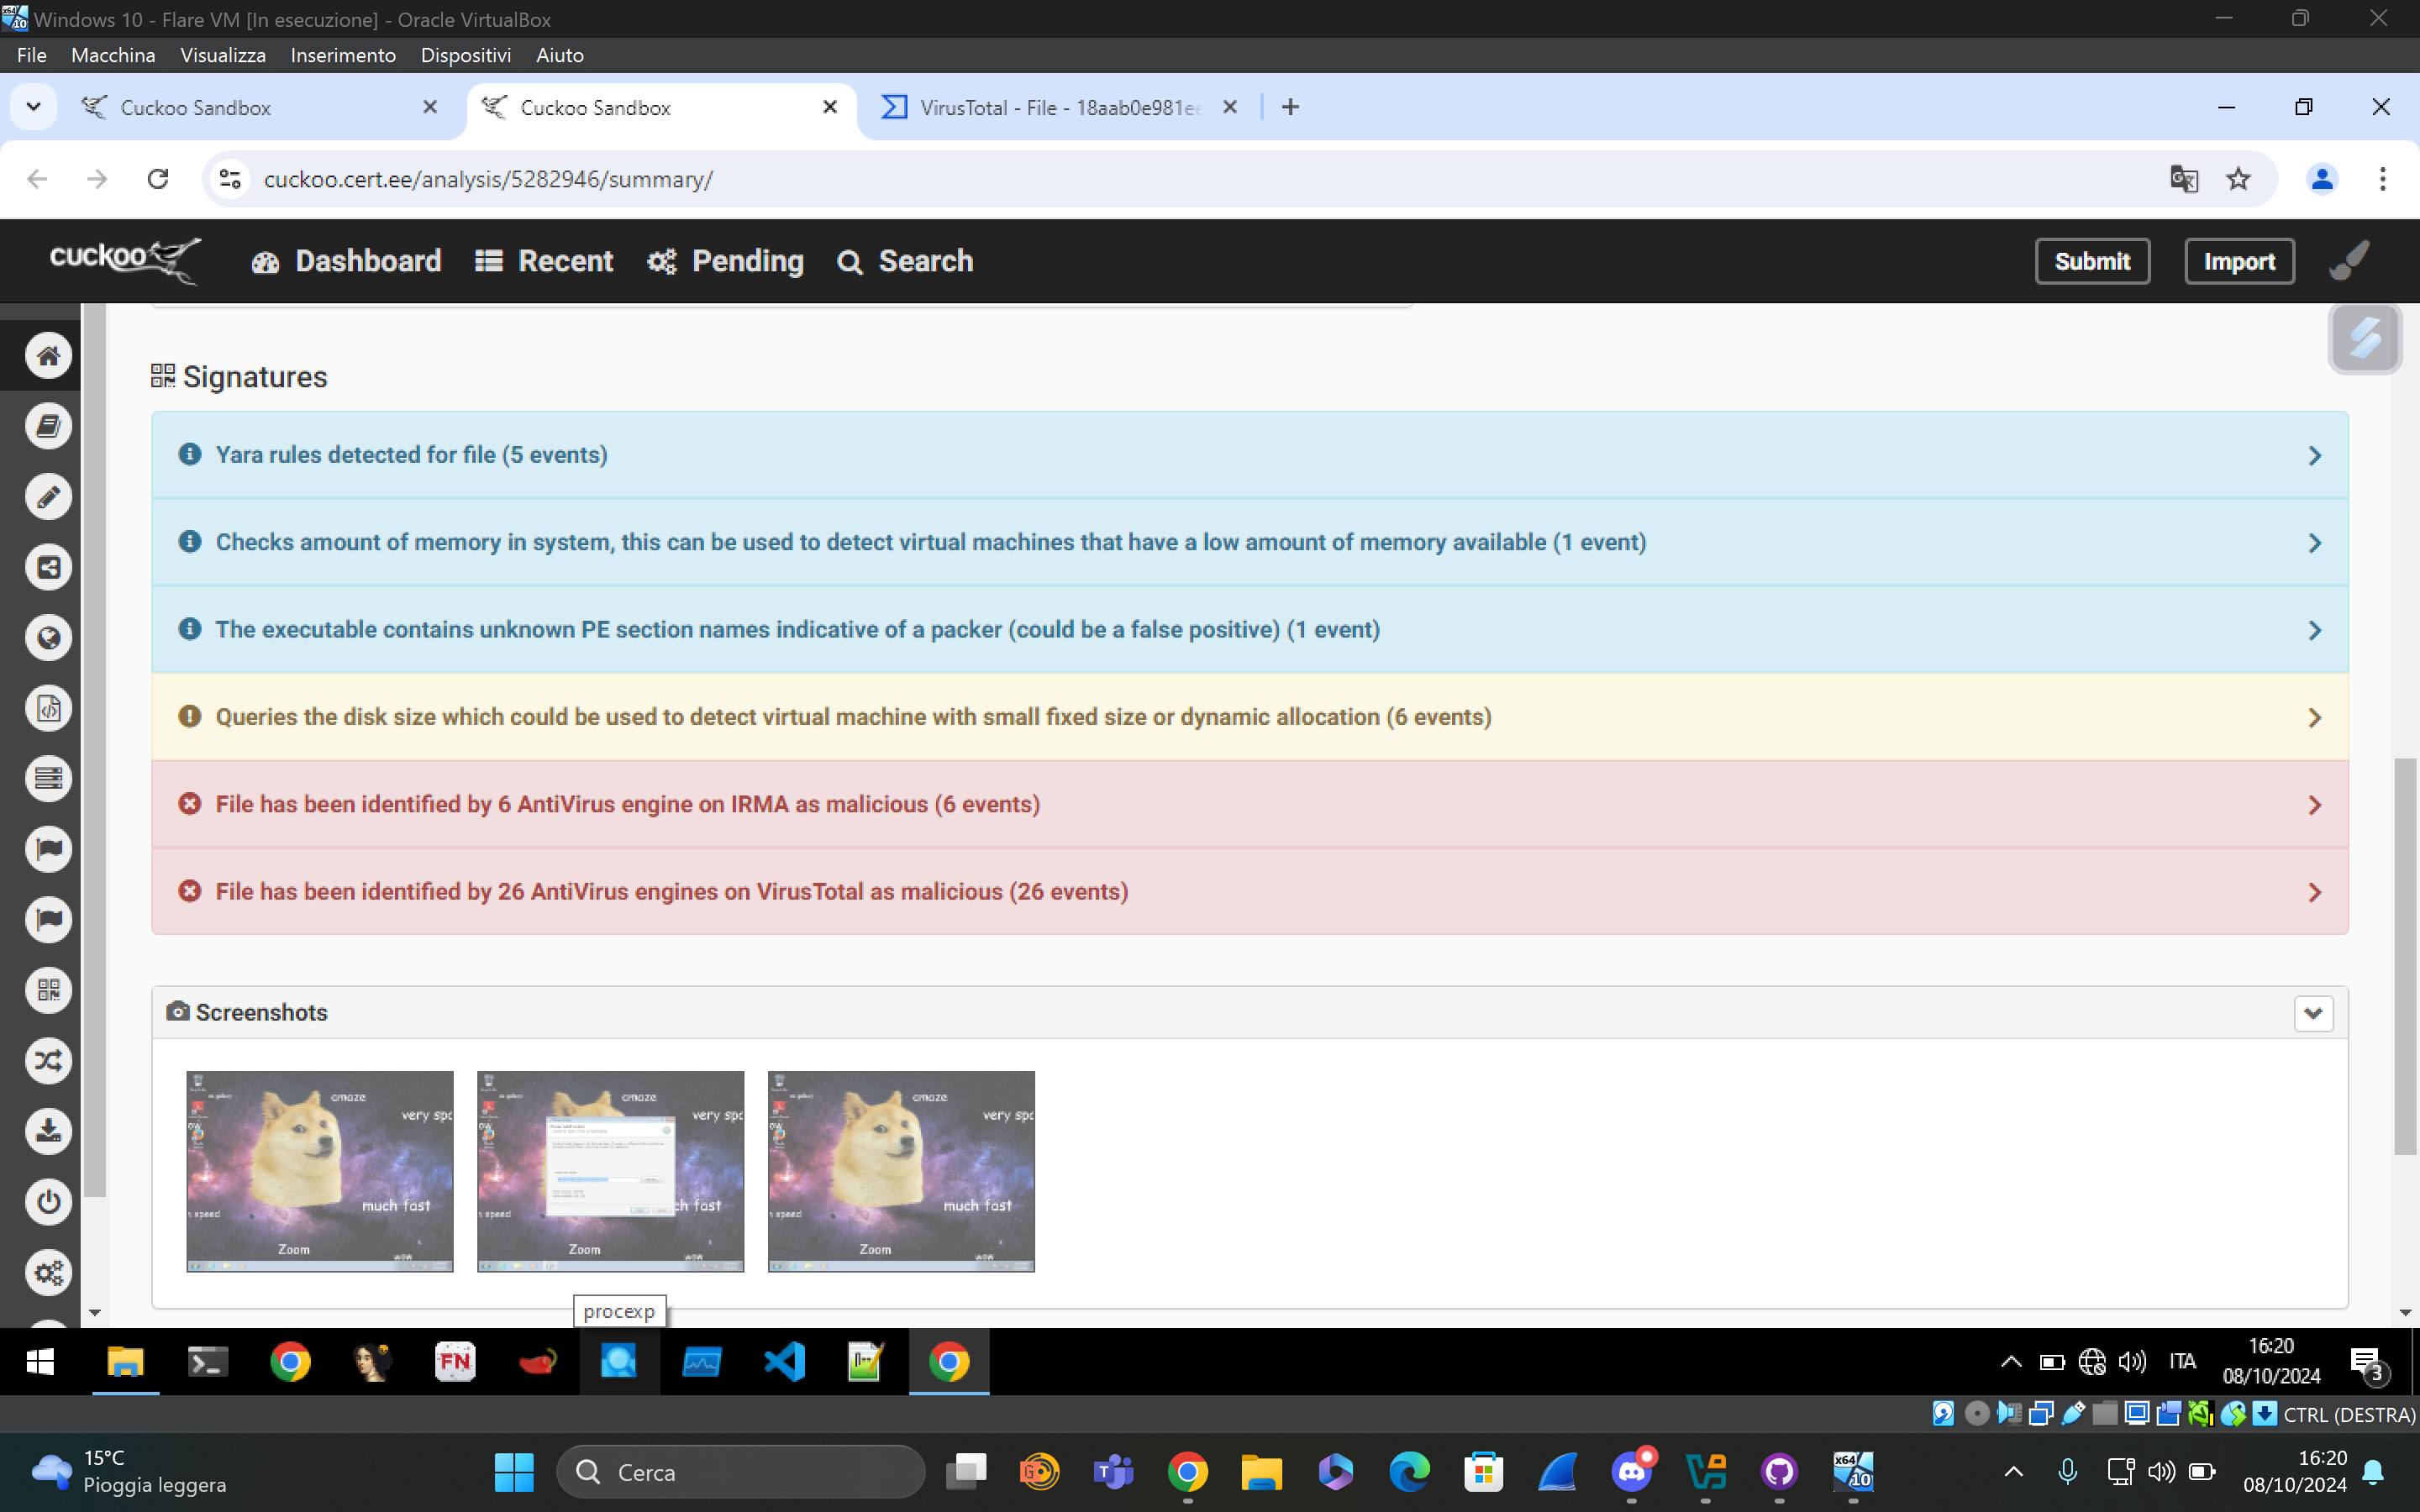 Windows 10 - Flare VM [In esecuzione] - Oracle VirtualBox
File Macchina Visualizza Inserimento Dispositivi Aiuto
Cuckoo Sandbox
Cuckoo Sandbox
VirusTotal - File - 18aab0e981ee
cuckoo.cert.ee/analysis/5282946/summary/
cuckoo Dashboard Recent Pending Search Submit Import
Signatures
Yara rules detected for file (5 events)
Checks amount of memory in system, this can be used to detect virtual machines that have a low amount of memory available (1 event)
The executable contains unknown PE section names indicative of a packer (could be a false positive) (1 event)
Queries the disk size which could be used to detect virtual machine with small fixed size or dynamic allocation (6 events)
File has been identified by 6 AntiVirus engine on IRMA as malicious (6 events)
File has been identified by 26 AntiVirus engines on VirusTotal as malicious (26 events)
Screenshots
amaze
very spc
much fast
n speed
Zoom
wow
amaze
very spc
ch fast
n speed
Zoom
wow
amaze
very spc
much fast
n speed
Zoom
wow
procexp
FN
ITA
16:20
08/10/2024
3
CTRL (DESTRA)
15°C
Pioggia leggera
Cerca
x64
10
16:20
08/10/2024